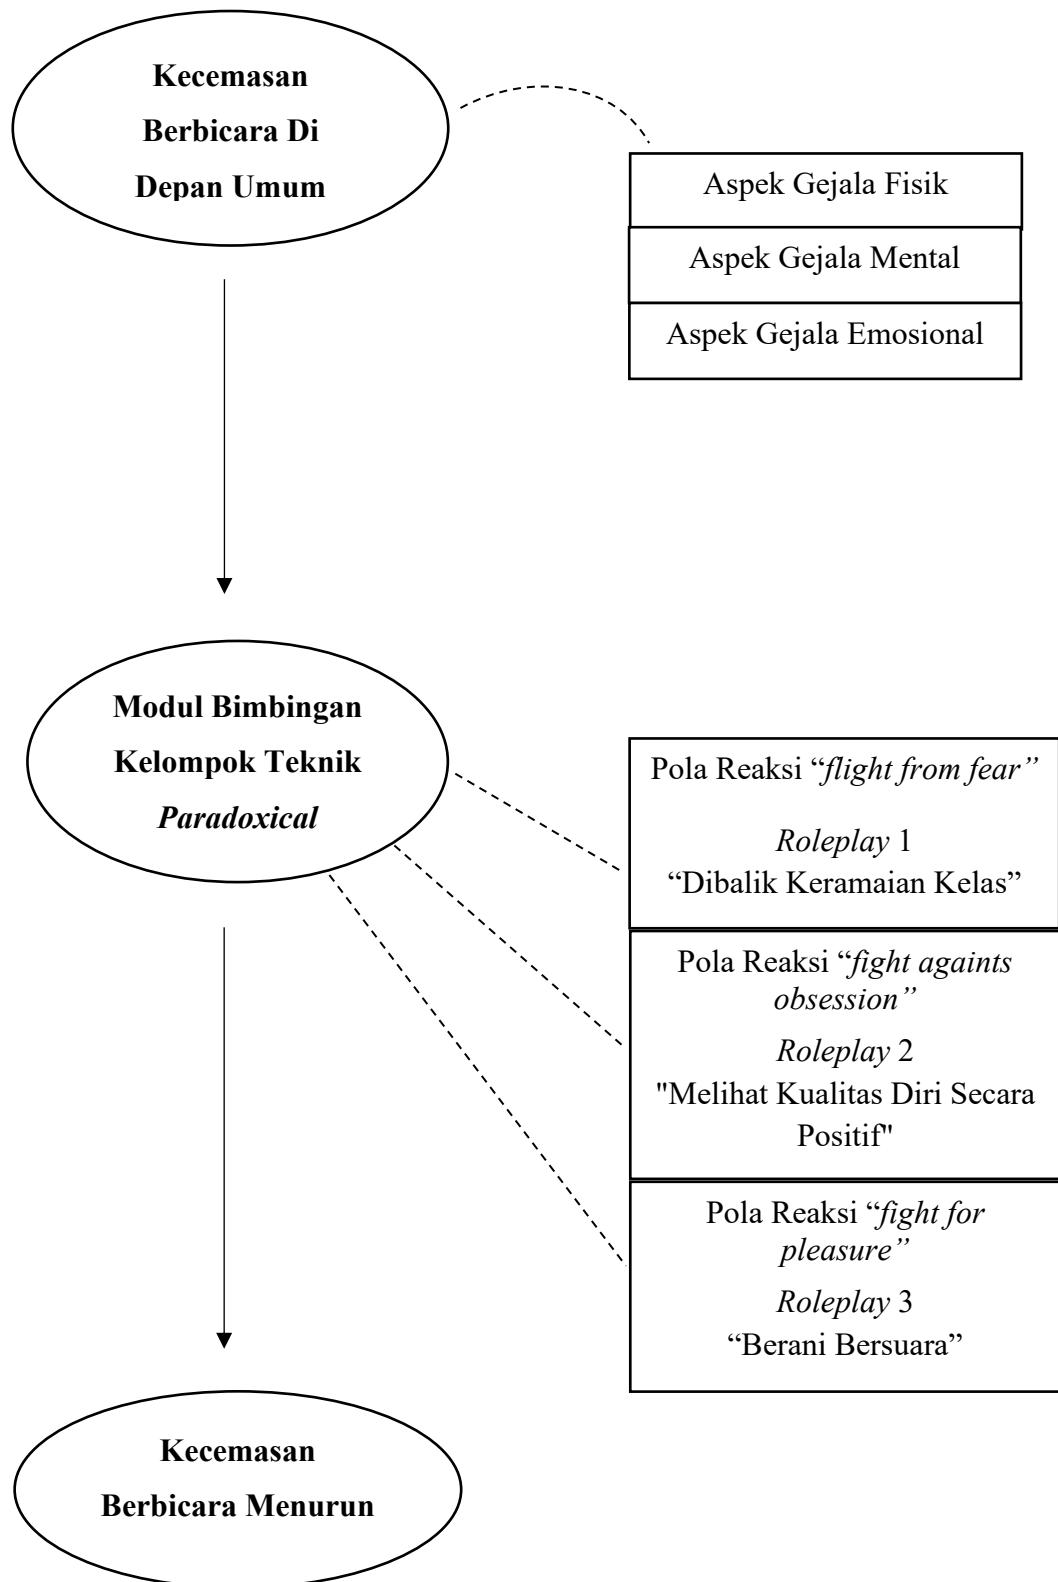 Kecemasan
Berbicara Di
Depan Umum
Aspek Gejala Fisik
Aspek Gejala Mental
Aspek Gejala Emosional
Modul Bimbingan
Kelompok Teknik
Paradoxical
Pola Reaksi “flight from fear”
Roleplay 1
“Dibalik Keramaian Kelas”
Pola Reaksi “fight againts
obsession”
Roleplay 2
"Melihat Kualitas Diri Secara
Positif"
Pola Reaksi “fight for
pleasure”
Roleplay 3
“Berani Bersuara”
Kecemasan
Berbicara Menurun